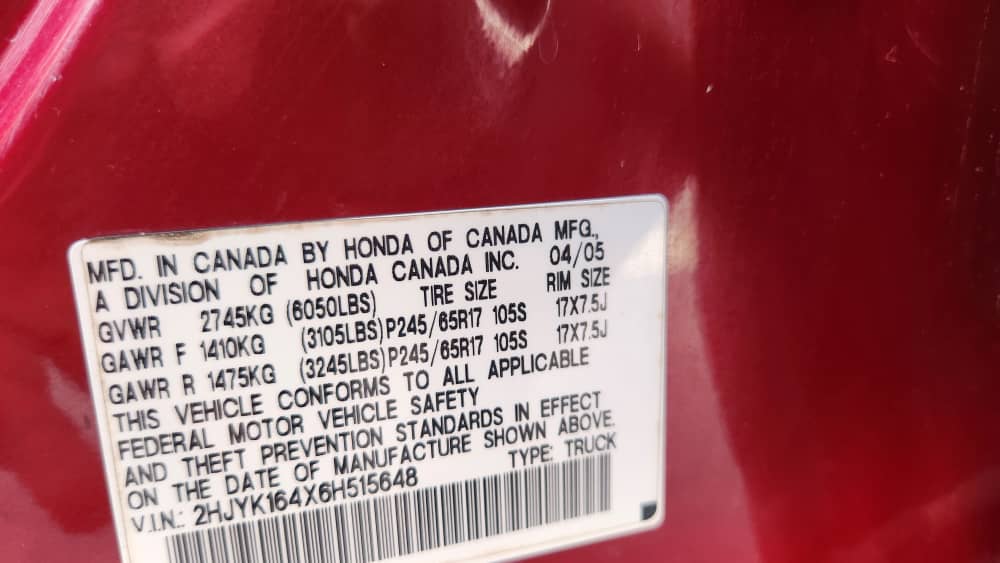 MFD. IN CANADA BY HONDA OF CANADA MFG.,
A DIVISION OF HONDA CANADA INC. 04/05
GVWR 2745KG (6050LBS) TIRE SIZE RIM SIZE
GAWR F 1410KG (3105LBS) P245/65R17 105S 17X7.5J
GAWR R 1475KG (3245LBS) P245/65R17 105S 17X7.5J
THIS VEHICLE CONFORMS TO ALL APPLICABLE
FEDERAL MOTOR VEHICLE SAFETY
AND THEFT PREVENTION STANDARDS IN EFFECT
ON THE DATE OF MANUFACTURE SHOWN ABOVE.
V.I.N.: 2HJYK164X6H515648 TYPE: TRUCK